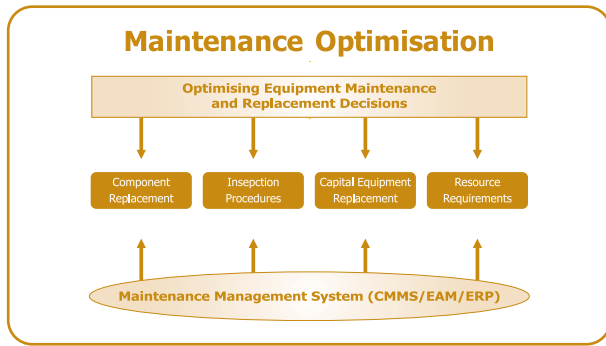 Maintenance Optimisation
Optimising Equipment Maintenance
and Replacement Decisions
Component
Replacement
Insepction
Procedures
Capital Equipment
Replacement
Resource
Requirements
Maintenance Management System (CMMS/EAM/ERP)